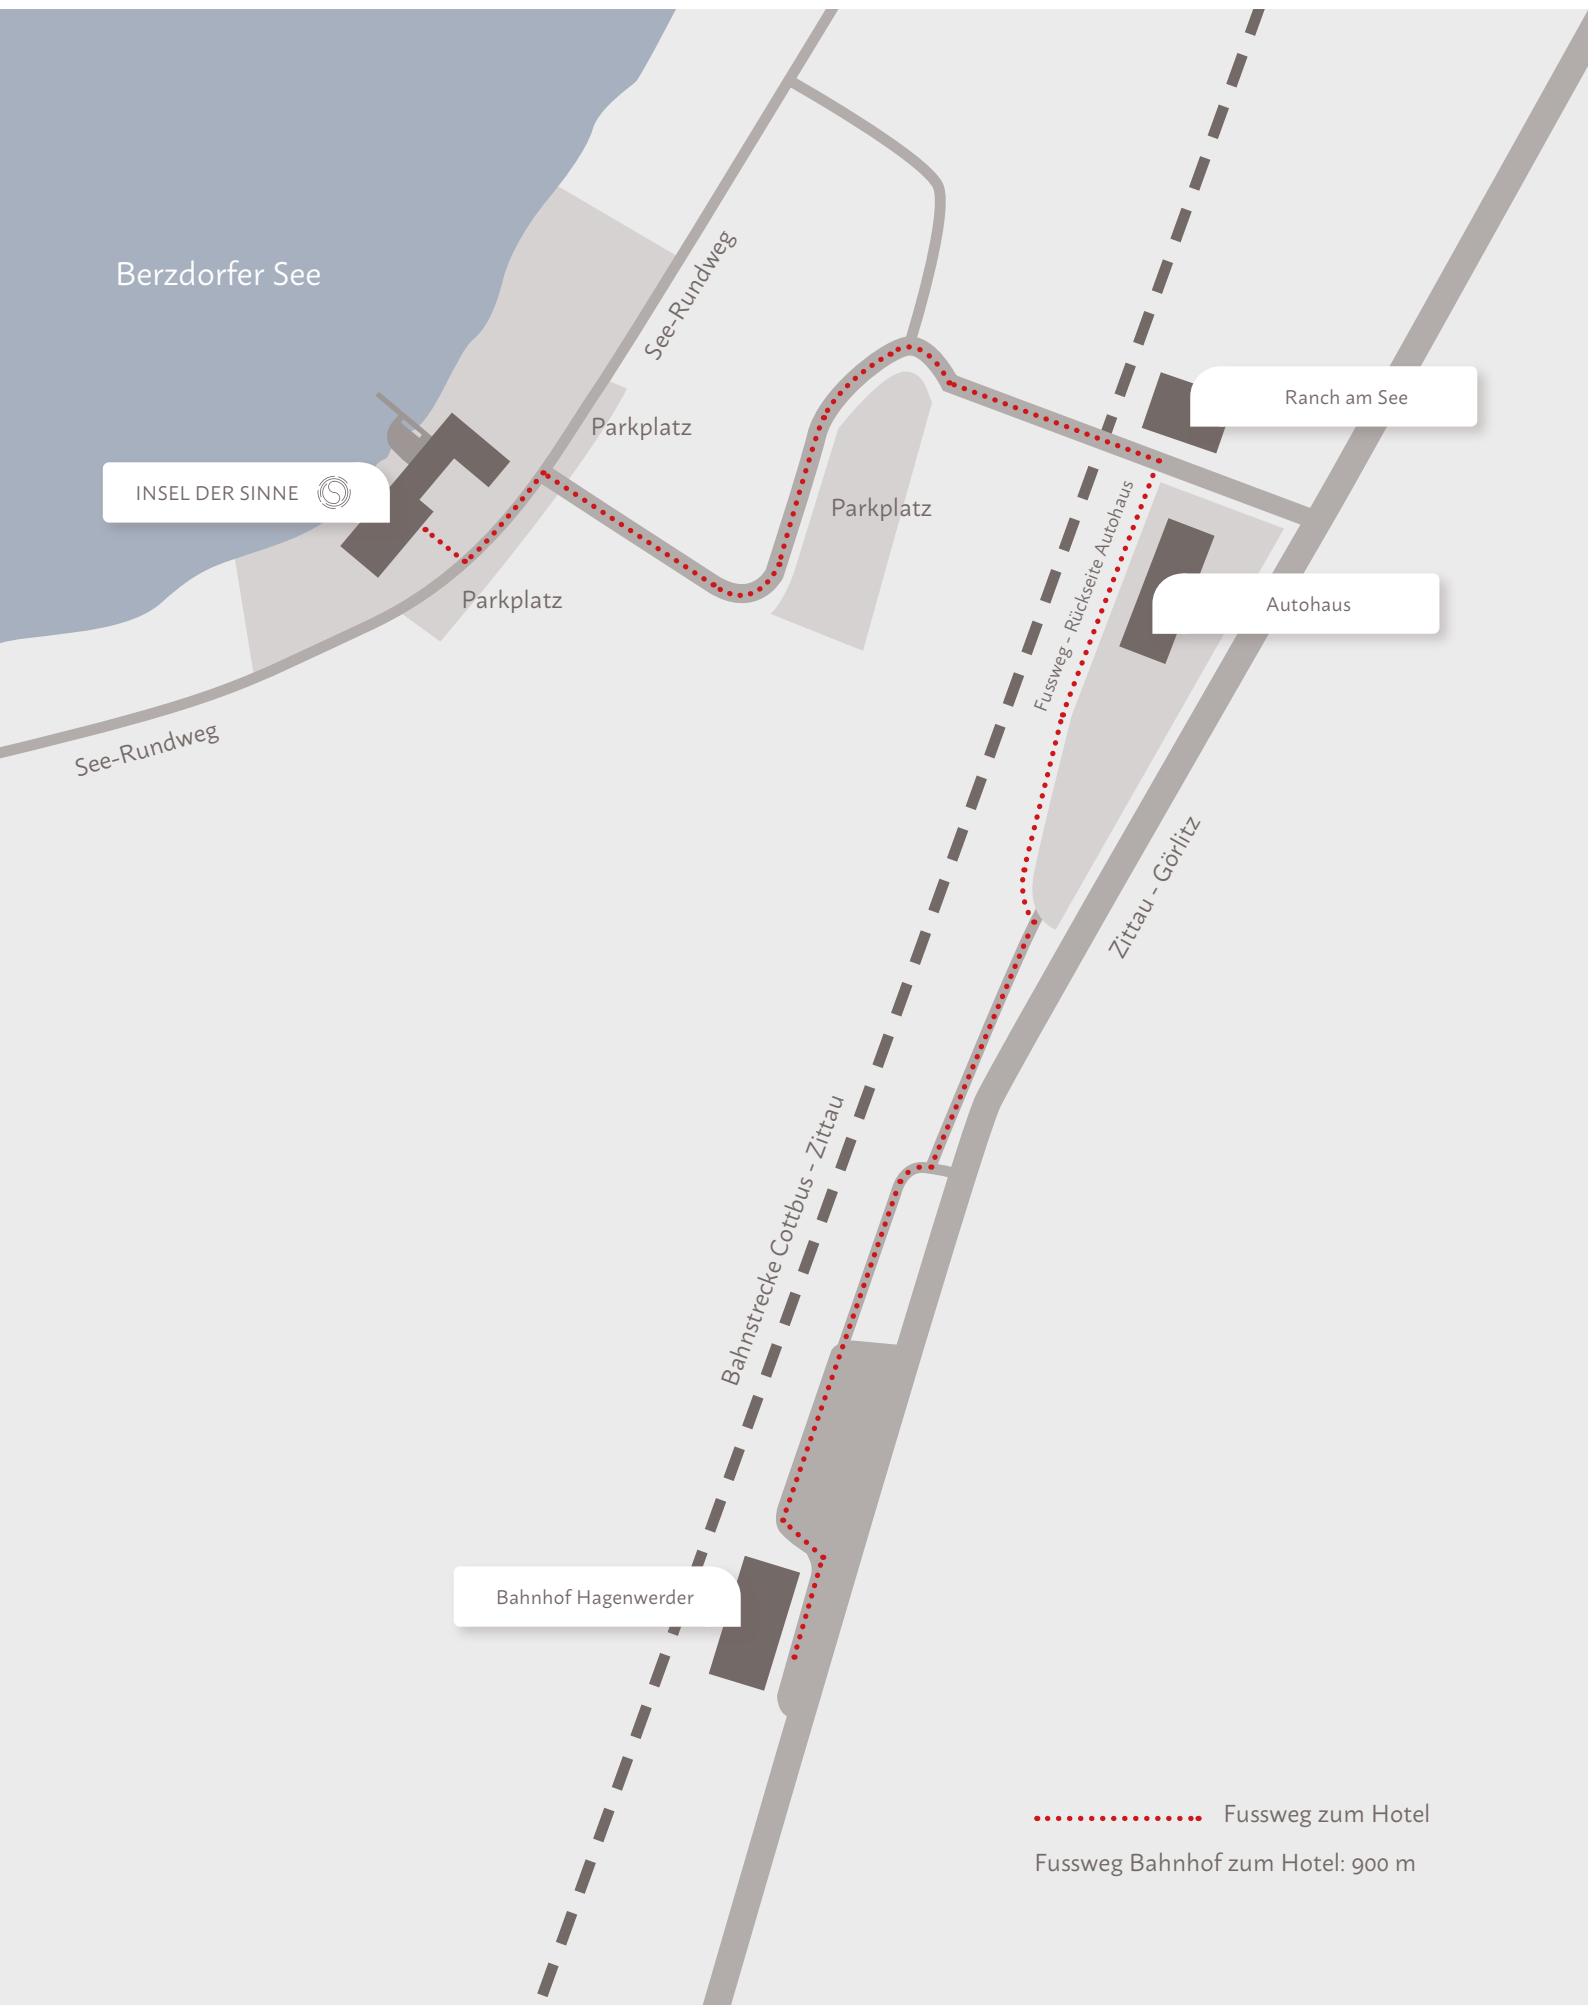 Berzdorfer See
See-Rundweg
Ranch am See
Parkplatz
INSEL DER SINNE
Parkplatz
Fussweg - Rückseite Autohaus
Parkplatz
Autohaus
See-Rundweg
Zittau - Görlitz
Bahnstrecke Cottbus - Zittau
Bahnhof Hagenwerder
Fussweg zum Hotel
Fussweg Bahnhof zum Hotel: 900 m